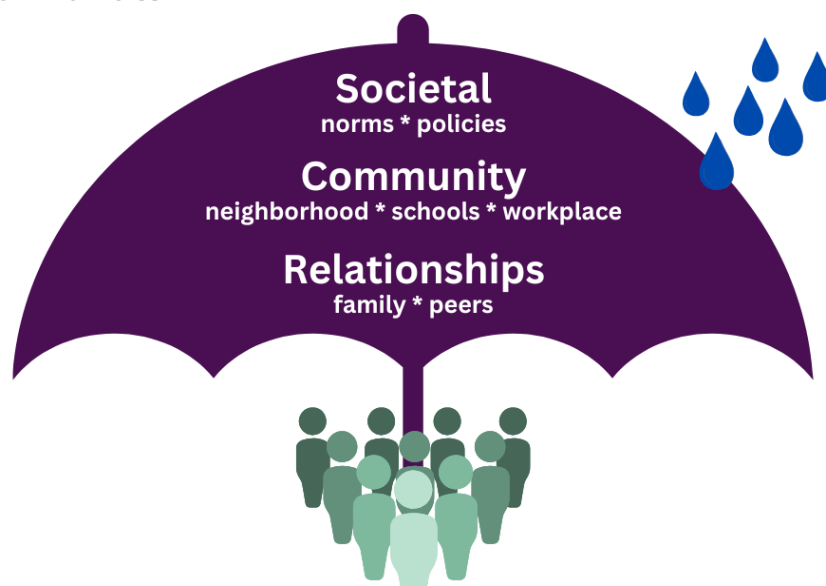 Societal
norms * policies
Community
neighborhood * schools * workplace
Relationships
family * peers